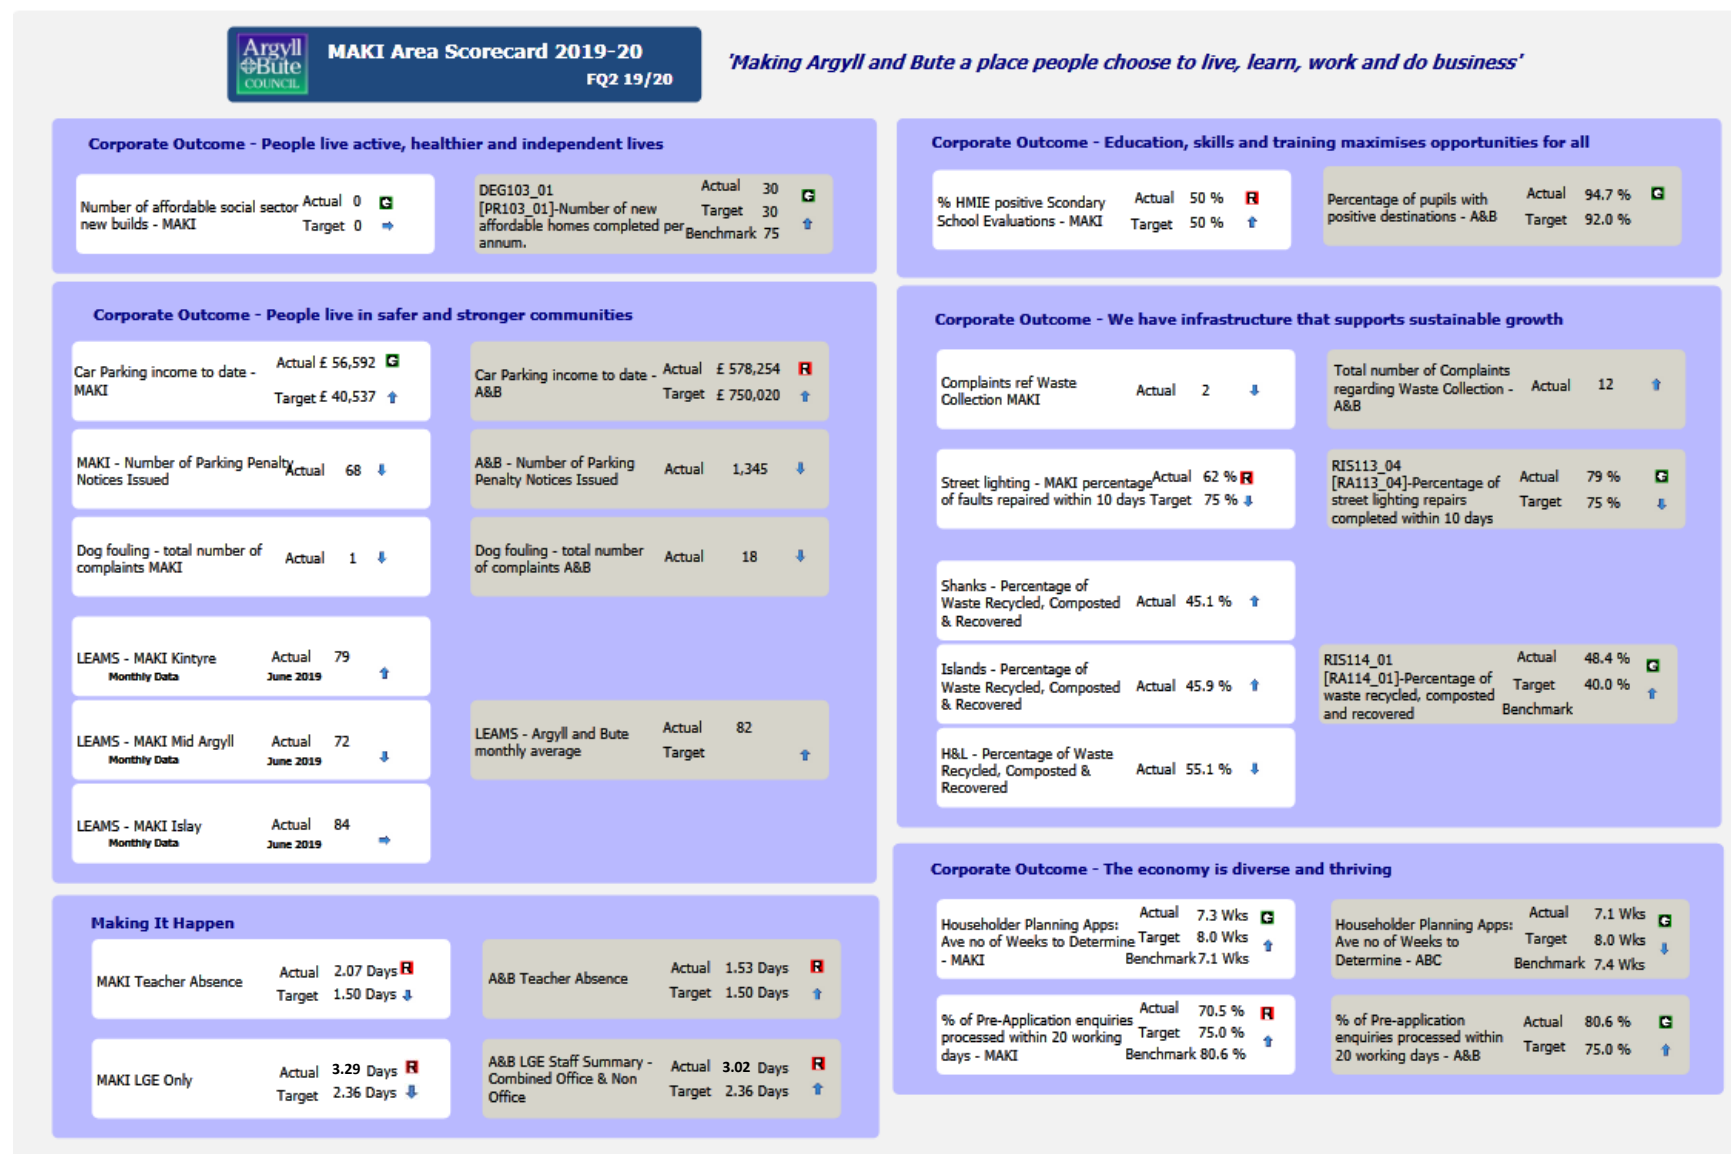 Argyll
Bute
COUNCIL
MAKI Area Scorecard 2019-20
FQ2 19/20
'Making Argyll and Bute a place people choose to live, learn, work and do business'
Corporate Outcome - People live active, healthier and independent lives
Number of affordable social sector
new builds - MAKI
Actual 0 G
Target 0
DEG103_01
[PR103_01]-Number of new
affordable homes completed per
annum.
Actual 30 G
Target 30
Benchmark 75
Corporate Outcome - People live in safer and stronger communities
Car Parking income to date -
MAKI
Actual £ 56,592 G
Target £ 40,537
Car Parking income to date -
A&B
Actual £ 578,254 R
Target £ 750,020
MAKI - Number of Parking Penalty
Notices Issued
Actual 68
A&B - Number of Parking
Penalty Notices Issued
Actual 1,345
Dog fouling - total number of
complaints MAKI
Actual 1
Dog fouling - total number
of complaints A&B
Actual 18
LEAMS - MAKI Kintyre
Monthly Data
Actual 79
June 2019
LEAMS - MAKI Mid Argyll
Monthly Data
Actual 72
June 2019
LEAMS - Argyll and Bute
monthly average
Actual 82
Target
LEAMS - MAKI Islay
Monthly Data
Actual 84
June 2019
Making It Happen
MAKI Teacher Absence
Actual 2.07 Days R
Target 1.50 Days
A&B Teacher Absence
Actual 1.53 Days R
Target 1.50 Days
MAKI LGE Only
Actual 3.29 Days R
Target 2.36 Days
A&B LGE Staff Summary -
Combined Office & Non
Office
Actual 3.02 Days R
Target 2.36 Days
Corporate Outcome - Education, skills and training maximises opportunities for all
% HMIE positive Scondary
School Evaluations - MAKI
Actual 50 % R
Target 50 %
Percentage of pupils with
positive destinations - A&B
Actual 94.7 % G
Target 92.0 %
Corporate Outcome - We have infrastructure that supports sustainable growth
Complaints ref Waste
Collection MAKI
Actual 2
Total number of Complaints
regarding Waste Collection -
A&B
Actual 12
Street lighting - MAKI percentage
of faults repaired within 10 days
Actual 62 % R
Target 75 %
RIS113_04
[RA113_04]-Percentage of
street lighting repairs
completed within 10 days
Actual 79 % G
Target 75 %
Shanks - Percentage of
Waste Recycled, Composted
& Recovered
Actual 45.1 %
Islands - Percentage of
Waste Recycled, Composted
& Recovered
Actual 45.9 %
RIS114_01
[RA114_01]-Percentage of
waste recycled, composted
and recovered
Actual 48.4 % G
Target 40.0 %
Benchmark
H&L - Percentage of Waste
Recycled, Composted &
Recovered
Actual 55.1 %
Corporate Outcome - The economy is diverse and thriving
Householder Planning Apps:
Ave no of Weeks to Determine
- MAKI
Actual 7.3 Wks G
Target 8.0 Wks
Benchmark 7.1 Wks
Householder Planning Apps:
Ave no of Weeks to
Determine - ABC
Actual 7.1 Wks G
Target 8.0 Wks
Benchmark 7.4 Wks
% of Pre-Application enquiries
processed within 20 working
days - MAKI
Actual 70.5 % R
Target 75.0 %
Benchmark 80.6 %
% of Pre-application
enquiries processed within
20 working days - A&B
Actual 80.6 % G
Target 75.0 %